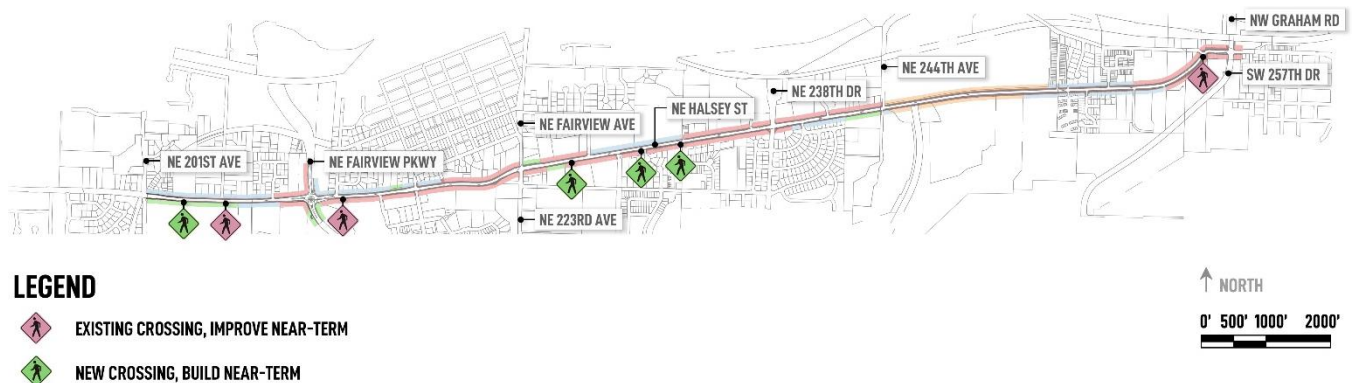 NW GRAHAM RD
NE 244TH AVE
SW 257TH DR
NE 238TH DR
NE HALSEY ST
NE FAIRVIEW AVE
NE 201ST AVE
NE FAIRVIEW PKWY
NE 223RD AVE
LEGEND
EXISTING CROSSING, IMPROVE NEAR-TERM
NEW CROSSING, BUILD NEAR-TERM
NORTH
0' 500' 1000' 2000'